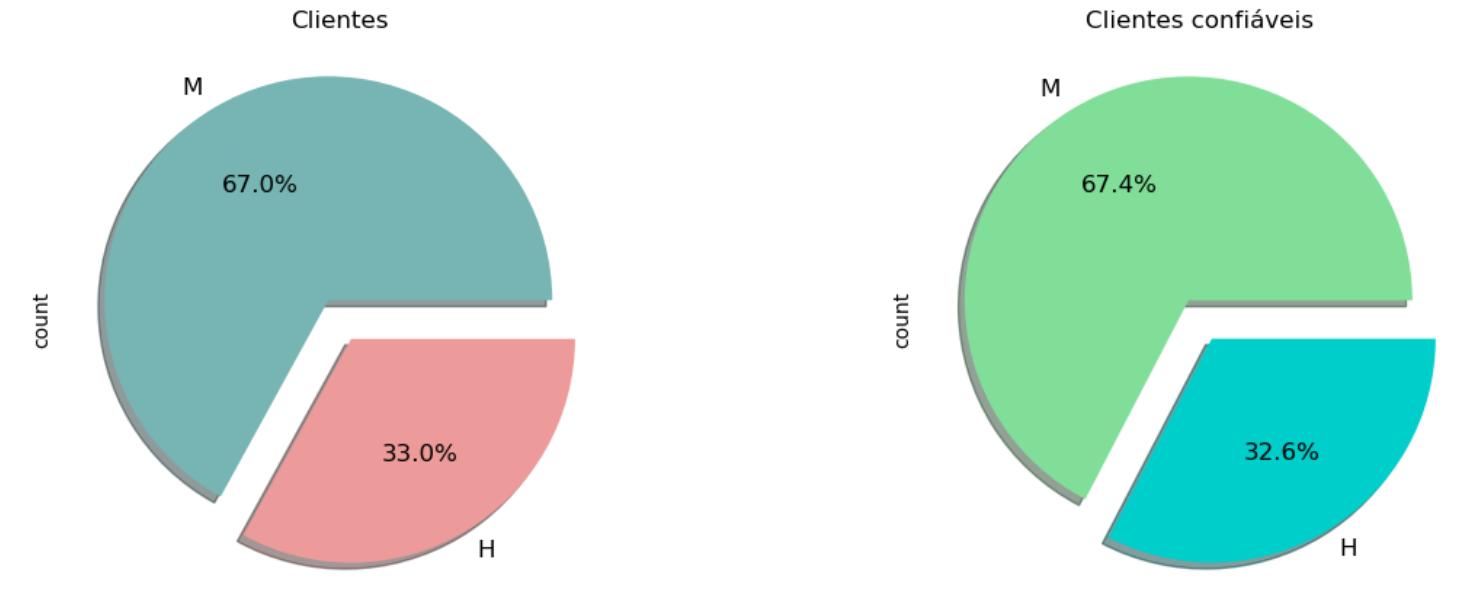 Clientes
M
67.0%
count
33.0%
H
Clientes confiáveis
M
67.4%
count
32.6%
H